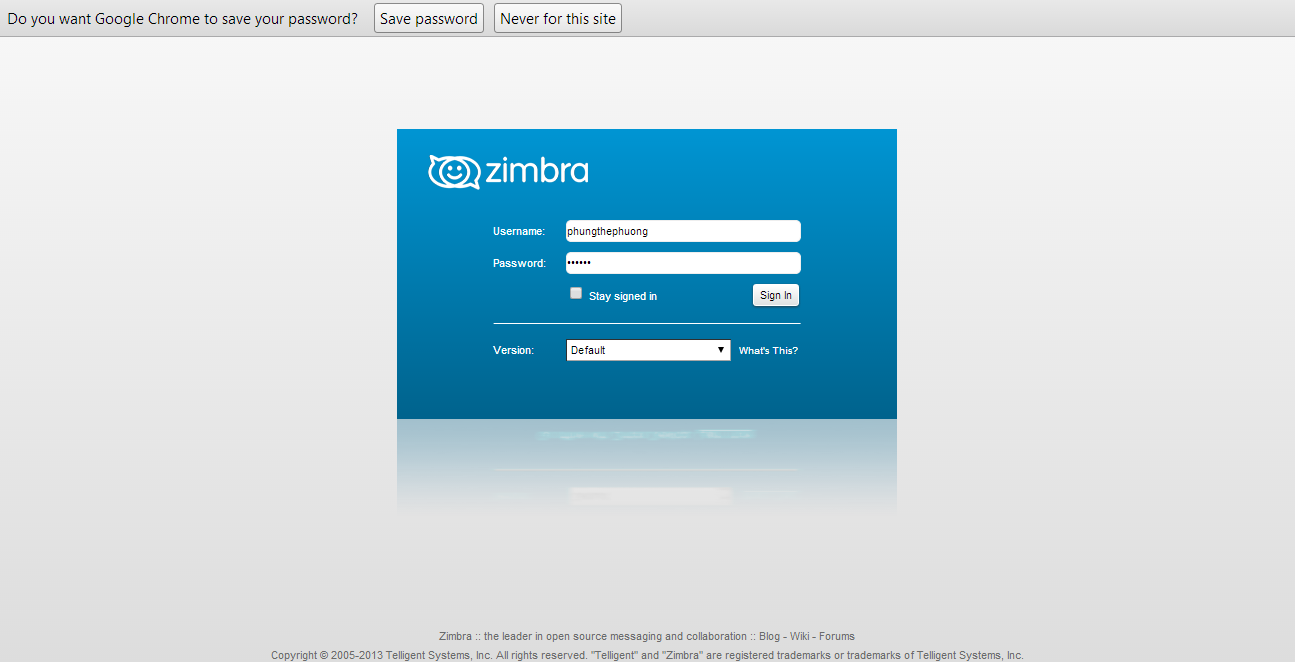 Do you want Google Chrome to save your password? Save password Never for this site
zimbra
Username: phungthephuong
Password: ••••••
Stay signed in Sign In
Version: Default ▼ What's This?
Zimbra :: the leader in open source messaging and collaboration :: Blog - Wiki - Forums
Copyright © 2005-2013 Telligent Systems, Inc. All rights reserved. "Telligent" and "Zimbra" are registered trademarks or trademarks of Telligent Systems, Inc.